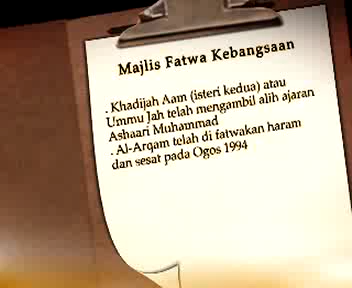 Majlis Fatwa Kebangsaan
. Khadijah Aam (isteri kedua) atau
Ummu Jah telah mengambil alih ajaran
Ashaari Muhammad
. Al-Arqam telah di fatwakan haram
dan sesat pada Ogos 1994